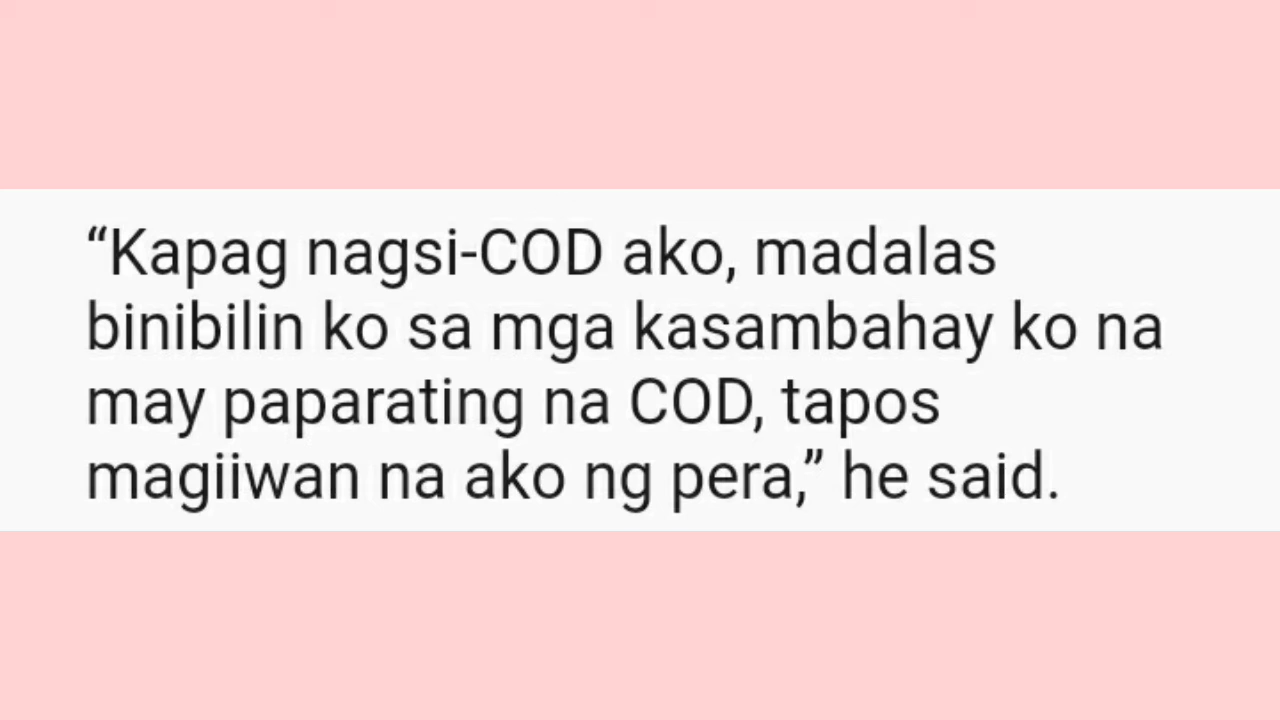 “Kapag nagsi-COD ako, madalas
binibilin ko sa mga kasambahay ko na
may paparating na COD, tapos
magiiwan na ako ng pera,” he said.